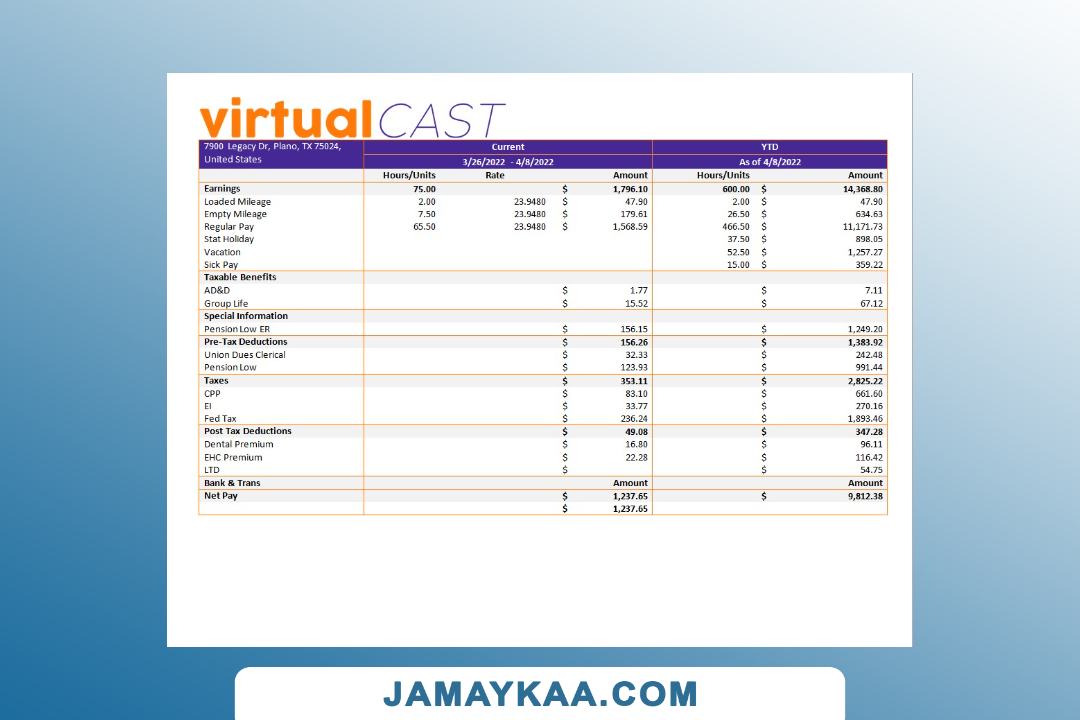 virtualCAST
7900 Legacy Dr, Plano, TX 75024, Current YTD
United States 3/26/2022 - 4/8/2022 As of 4/8/2022
Hours/Units Rate Amount Hours/Units Amount
Earnings 75.00 $ 1,796.10 600.00 $ 14,368.80
Loaded Mileage 2.00 23.9480 $ 47.90 2.00 $ 47.90
Empty Mileage 7.50 23.9480 $ 179.61 26.50 $ 634.63
Regular Pay 65.50 23.9480 $ 1,568.59 466.50 $ 11,171.73
Stat Holiday 37.50 $ 898.05
Vacation 52.50 $ 1,257.27
Sick Pay 15.00 $ 359.22
Taxable Benefits
AD&D $ 1.77 $ 7.11
Group Life $ 15.52 $ 67.12
Special Information
Pension Low ER $ 156.15 $ 1,249.20
Pre-Tax Deductions $ 156.26 $ 1,383.92
Union Dues Clerical $ 32.33 $ 242.48
Pension Low $ 123.93 $ 991.44
Taxes $ 353.11 $ 2,825.22
CPP $ 83.10 $ 661.60
EI $ 33.77 $ 270.16
Fed Tax $ 236.24 $ 1,893.46
Post Tax Deductions $ 49.08 $ 347.28
Dental Premium $ 16.80 $ 96.11
EHC Premium $ 22.28 $ 116.42
LTD $ $ 54.75
Bank & Trans Amount Amount
Net Pay $ 1,237.65 $ 9,812.38
$ 1,237.65
JAMAYKAA.COM